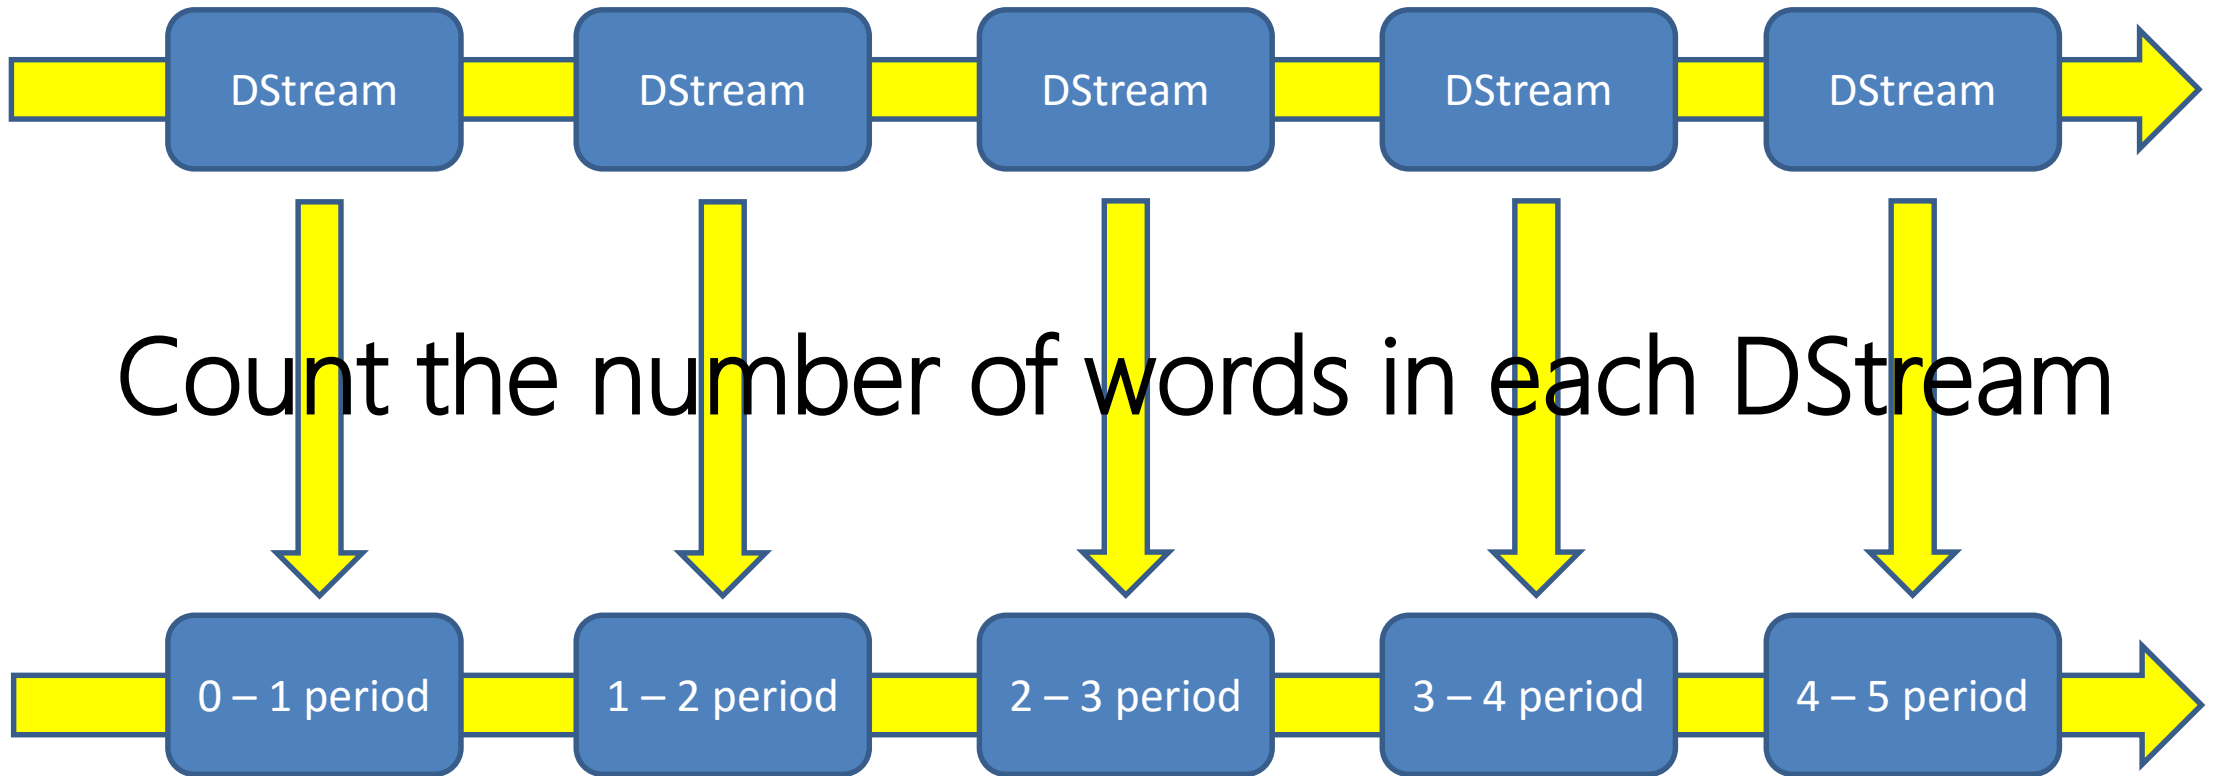 DStream DStream DStream DStream DStream
Count the number of words in each DStream
0 – 1 period 1 – 2 period 2 – 3 period 3 – 4 period 4 – 5 period